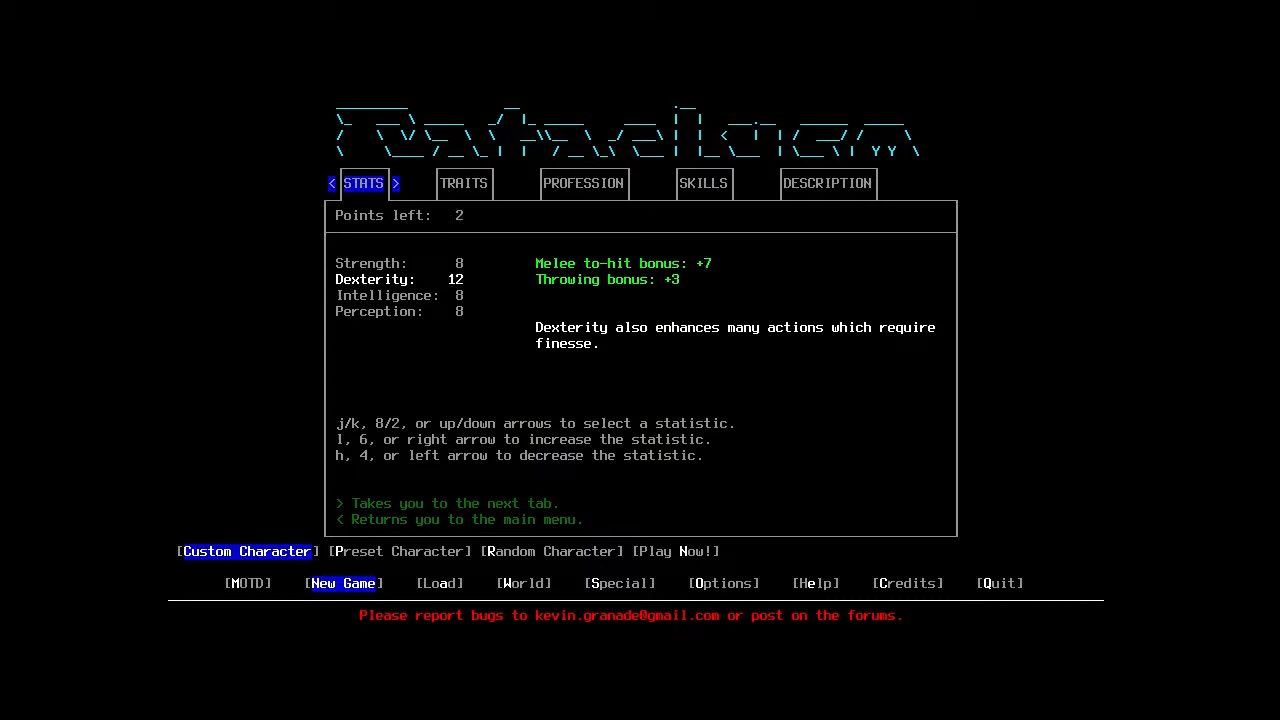 Cataclysm
< STATS > TRAITS PROFESSION SKILLS DESCRIPTION
Points left: 2
Strength: 8 Melee to-hit bonus: +7
Dexterity: 12 Throwing bonus: +3
Intelligence: 8
Perception: 8
Dexterity also enhances many actions which require
finesse.
j/k, 8/2, or up/down arrows to select a statistic.
l, 6, or right arrow to increase the statistic.
h, 4, or left arrow to decrease the statistic.
> Takes you to the next tab.
< Returns you to the main menu.
[Custom Character] [Preset Character] [Random Character] [Play Now!]
[MOTD] [New Game] [Load] [World] [Special] [Options] [Help] [Credits] [Quit]
Please report bugs to kevin.granade@gmail.com or post on the forums.